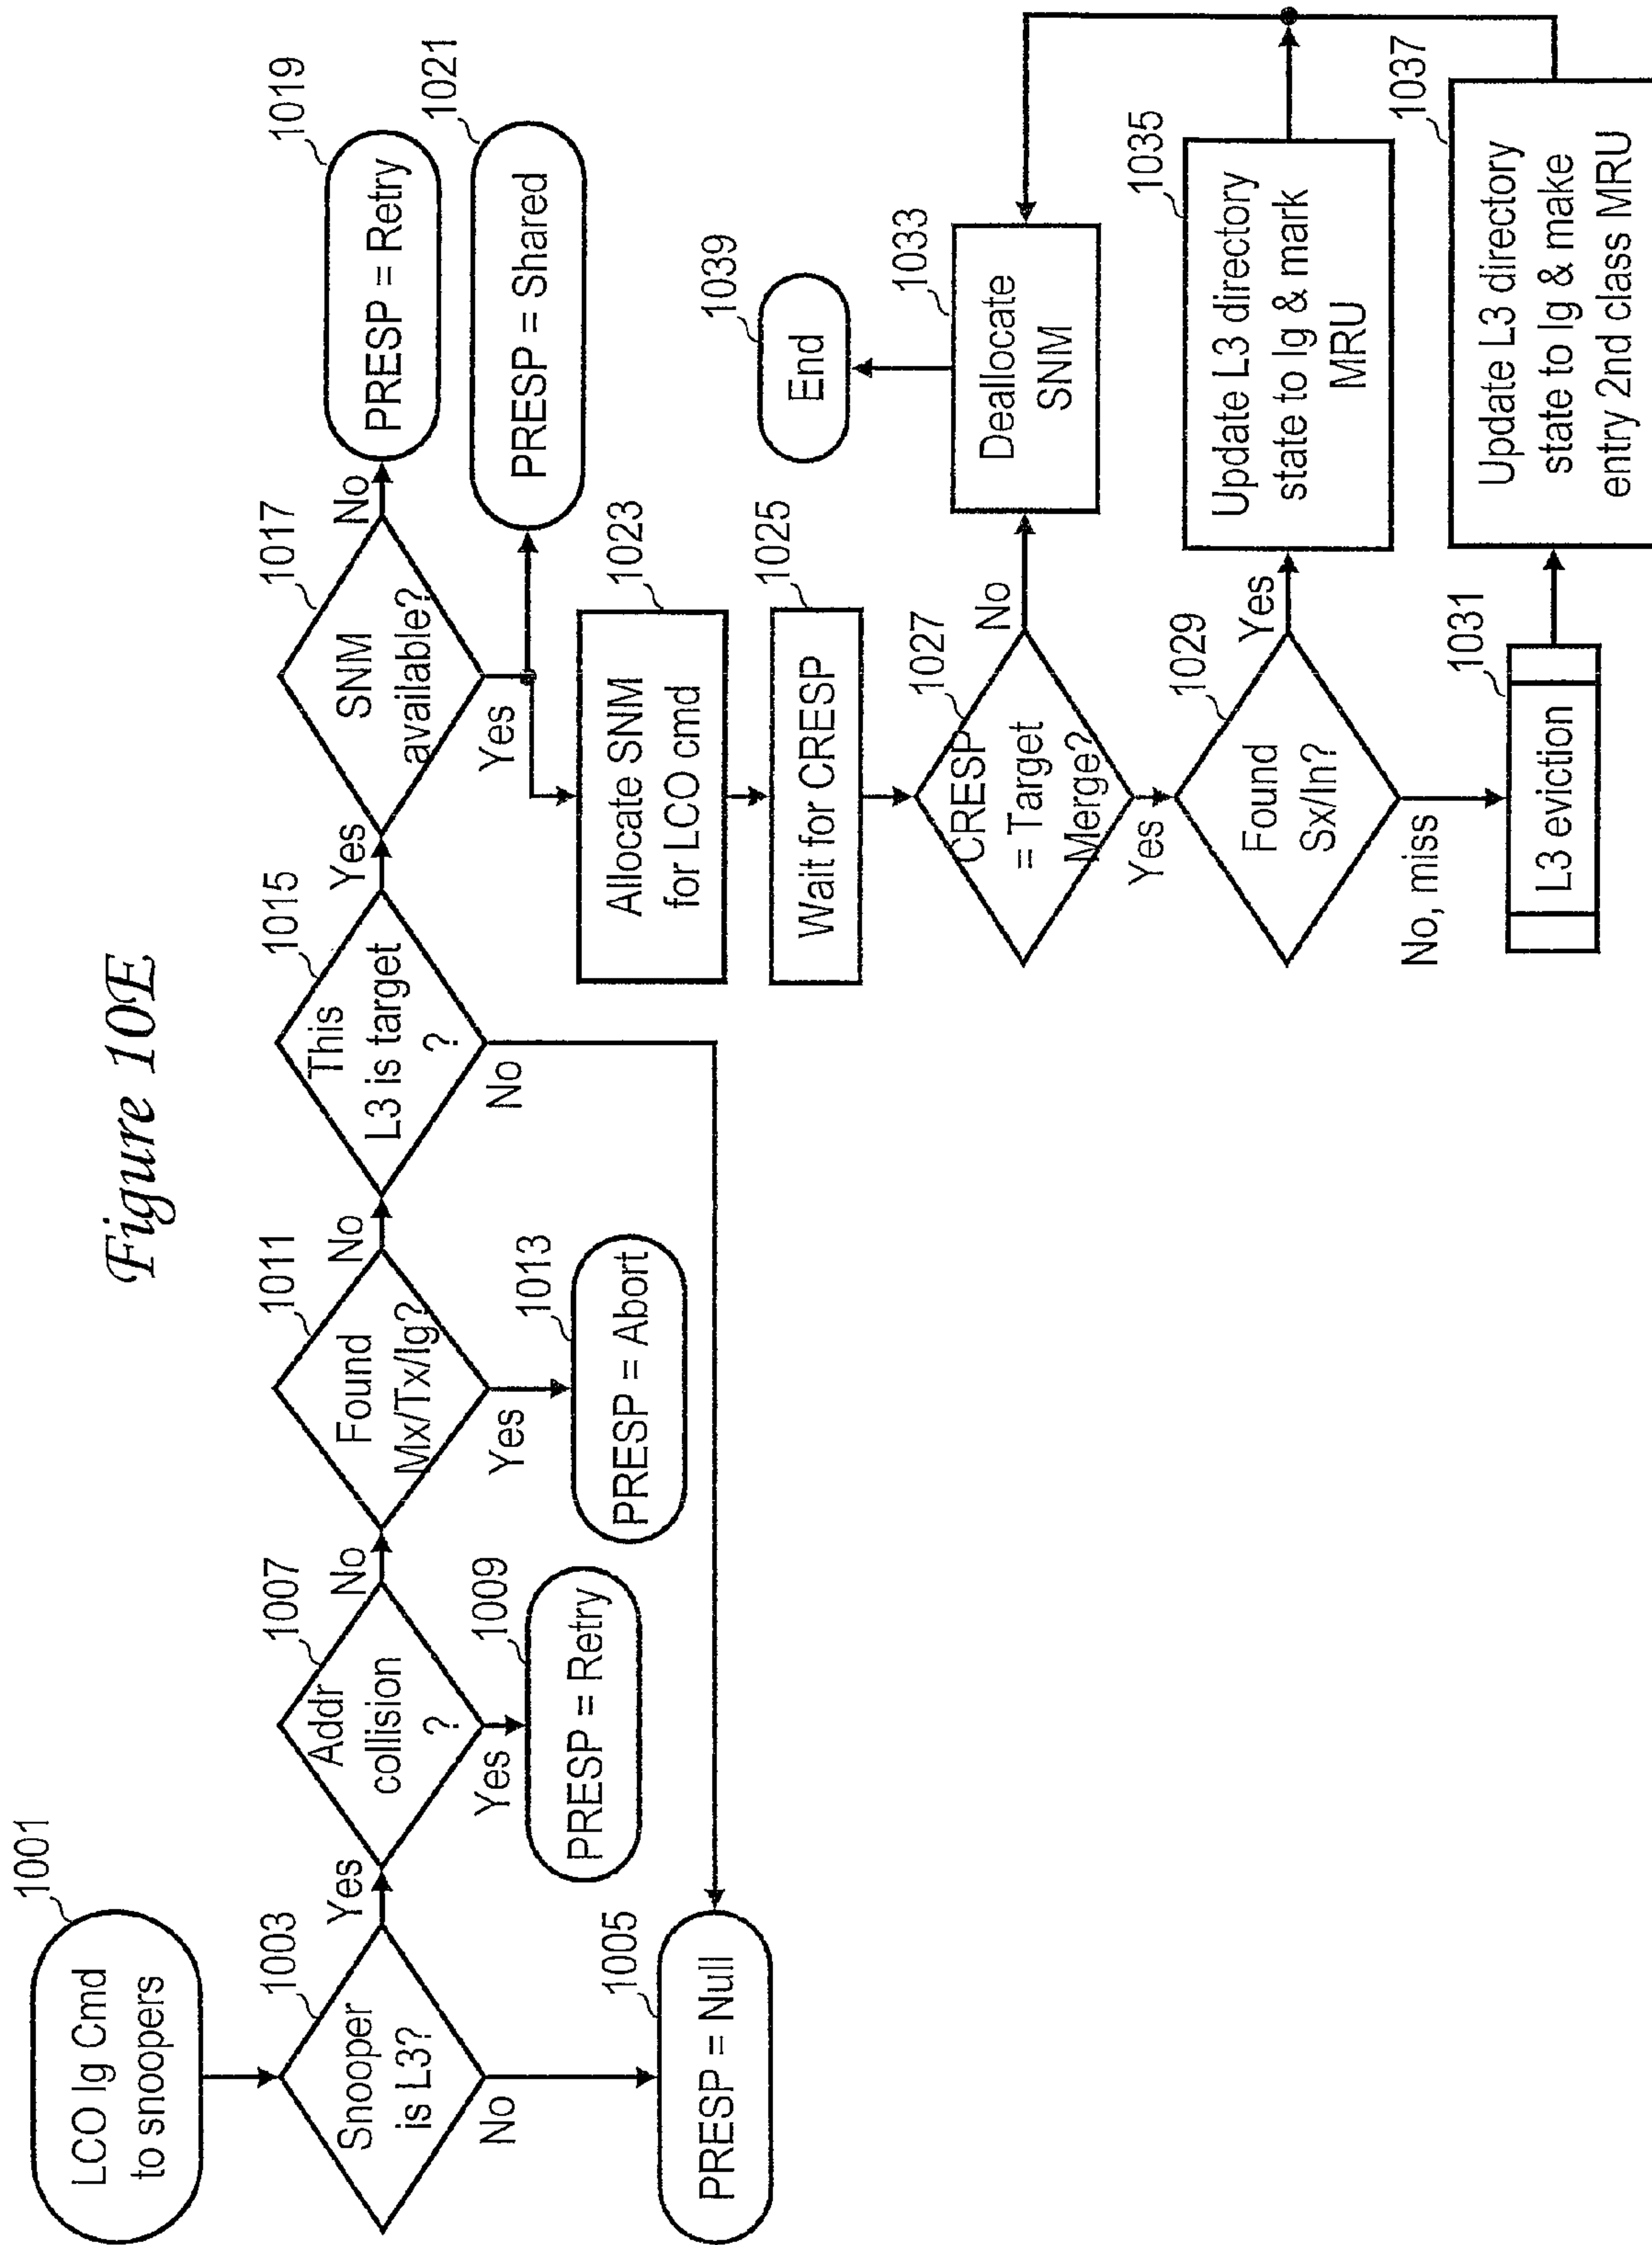 Figure 10E
1001
LCO Ig Cmd
to snoopers
1003
Snooper
is L3?
Yes
No
1005
PRESP = Null
1007
Addr
collision
?
No
Yes
1009
PRESP = Retry
1011
Found
Mx/Tx/Ig?
No
Yes
1013
PRESP = Abort
1015
This
L3 is target
?
Yes
No
1017
SNM
available?
No
Yes
1019
PRESP = Retry
1021
PRESP = Shared
1023
Allocate SNM
for LCO cmd
1025
Wait for CRESP
1027
CRESP
= Target
Merge?
No
Yes
1029
Found
Sx/In?
Yes
No, miss
1031
L3 eviction
1039
End
1033
Deallocate
SNM
1035
Update L3 directory
state to Ig & mark
MRU
1037
Update L3 directory
state to Ig & make
entry 2nd class MRU